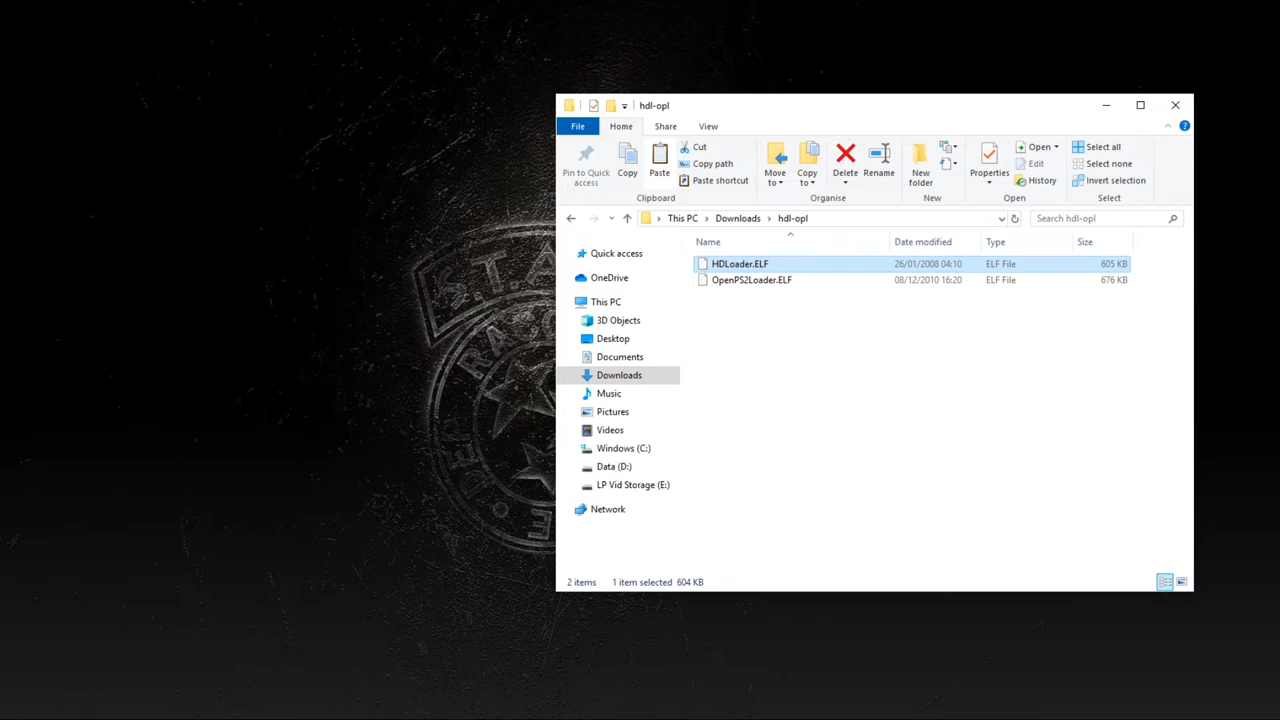 hdl-opl
File Home Share View
Pin to Quick access
Copy
Paste
Cut
Copy path
Paste shortcut
Clipboard
Move to
Copy to
Delete
Rename
Organise
New folder
New
Properties
Open
Edit
History
Open
Select all
Select none
Invert selection
Select
This PC Downloads hdl-opl
Search hdl-opl
Name Date modified Type Size
HDLoader.ELF 26/01/2008 04:10 ELF File 605 KB
OpenPS2Loader.ELF 08/12/2010 16:20 ELF File 676 KB
Quick access
OneDrive
This PC
3D Objects
Desktop
Documents
Downloads
Music
Pictures
Videos
Windows (C:)
Data (D:)
LP Vid Storage (E:)
Network
2 items 1 item selected 604 KB